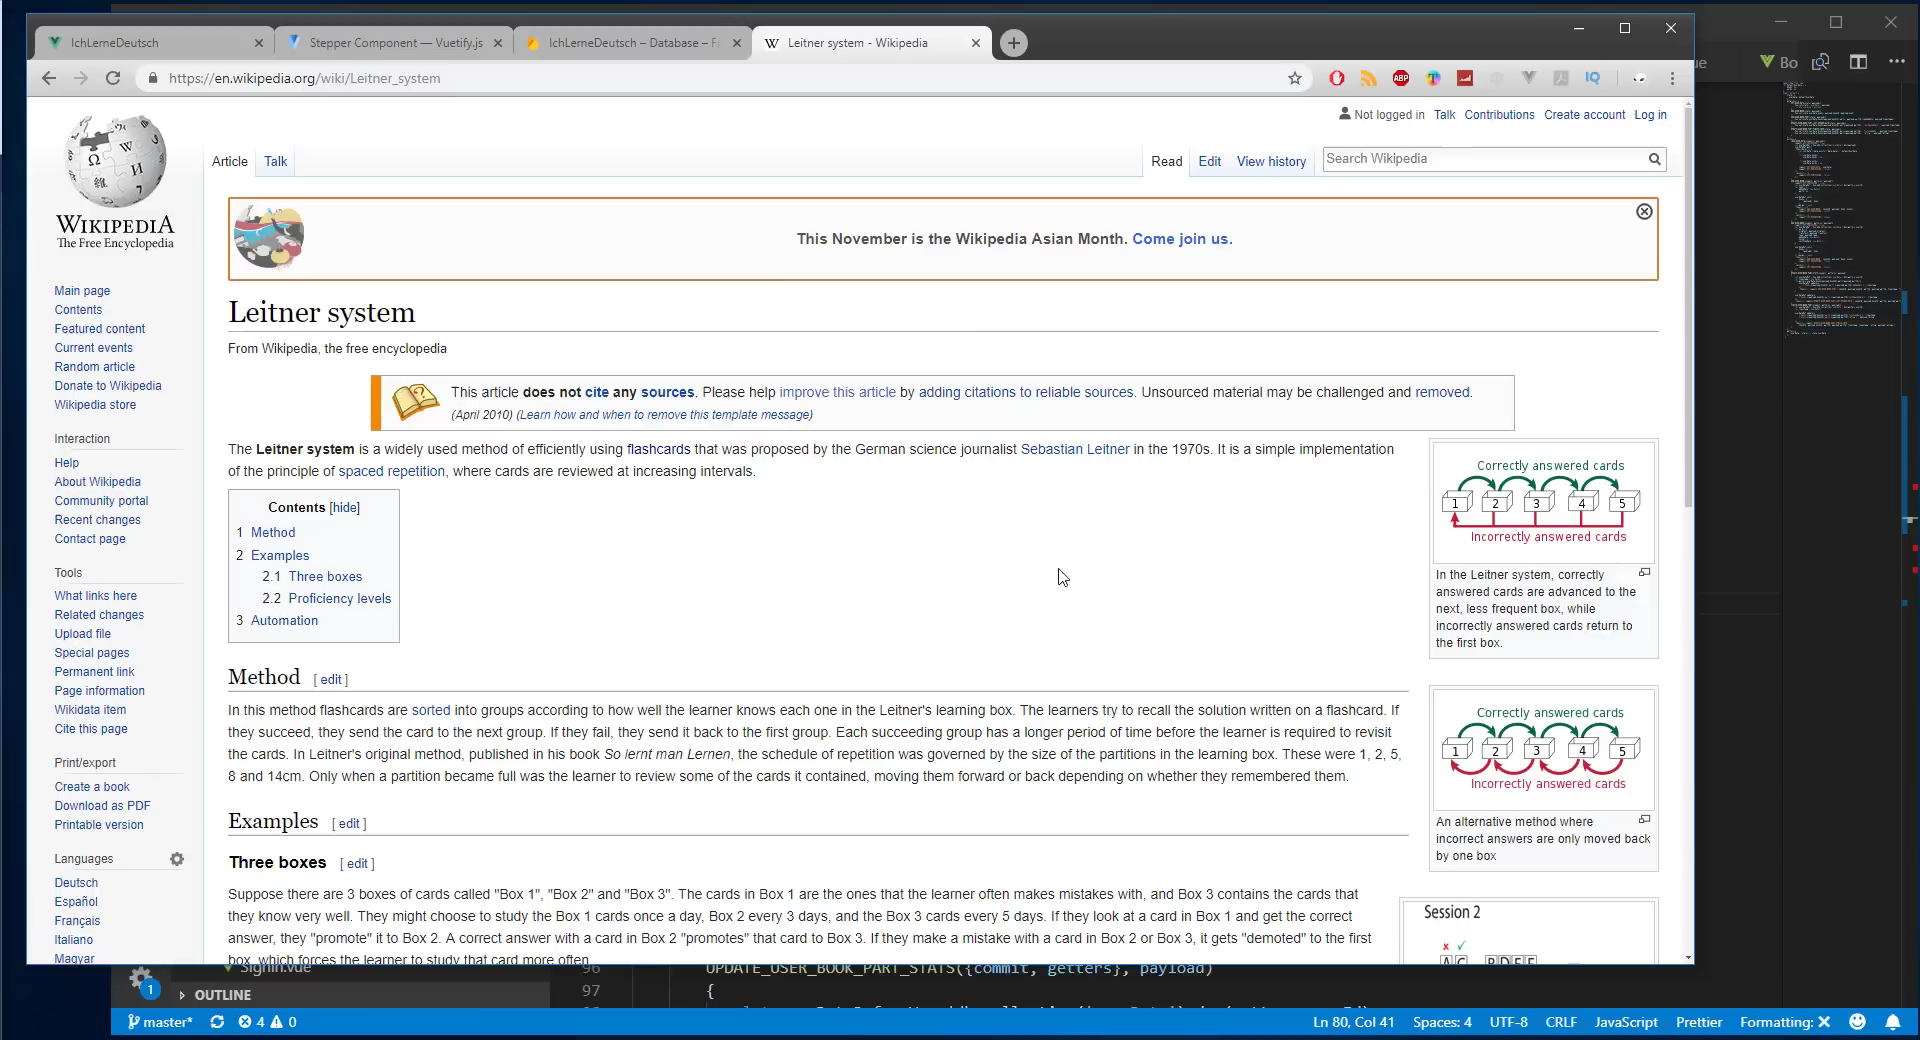 IchLerneDeutsch
Stepper Component — Vuetify.js
IchLerneDeutsch – Database – F
Leitner system - Wikipedia
https://en.wikipedia.org/wiki/Leitner_system
ABP
IQ
ue
Bo
Not logged in Talk Contributions Create account Log in
Article Talk
Read Edit View history
Search Wikipedia
WIKIPEDIA
The Free Encyclopedia
Main page
Contents
Featured content
Current events
Random article
Donate to Wikipedia
Wikipedia store
Interaction
Help
About Wikipedia
Community portal
Recent changes
Contact page
Tools
What links here
Related changes
Upload file
Special pages
Permanent link
Page information
Wikidata item
Cite this page
Print/export
Create a book
Download as PDF
Printable version
Languages
Deutsch
Español
Français
Italiano
Magyar
This November is the Wikipedia Asian Month. Come join us.
Leitner system
From Wikipedia, the free encyclopedia
This article does not cite any sources. Please help improve this article by adding citations to reliable sources. Unsourced material may be challenged and removed.
(April 2010) (Learn how and when to remove this template message)
The Leitner system is a widely used method of efficiently using flashcards that was proposed by the German science journalist Sebastian Leitner in the 1970s. It is a simple implementation
of the principle of spaced repetition, where cards are reviewed at increasing intervals.
Contents [hide]
1 Method
2 Examples
2.1 Three boxes
2.2 Proficiency levels
3 Automation
Method [ edit ]
In this method flashcards are sorted into groups according to how well the learner knows each one in the Leitner's learning box. The learners try to recall the solution written on a flashcard. If
they succeed, they send the card to the next group. If they fail, they send it back to the first group. Each succeeding group has a longer period of time before the learner is required to revisit
the cards. In Leitner's original method, published in his book So lernt man Lernen, the schedule of repetition was governed by the size of the partitions in the learning box. These were 1, 2, 5,
8 and 14cm. Only when a partition became full was the learner to review some of the cards it contained, moving them forward or back depending on whether they remembered them.
Examples [ edit ]
Three boxes [ edit ]
Suppose there are 3 boxes of cards called "Box 1", "Box 2" and "Box 3". The cards in Box 1 are the ones that the learner often makes mistakes with, and Box 3 contains the cards that
they know very well. They might choose to study the Box 1 cards once a day, Box 2 every 3 days, and the Box 3 cards every 5 days. If they look at a card in Box 1 and get the correct
answer, they "promote" it to Box 2. A correct answer with a card in Box 2 "promotes" that card to Box 3. If they make a mistake with a card in Box 2 or Box 3, it gets "demoted" to the first
box, which forces the learner to study that card more often
Correctly answered cards
1 2 3 4 5
Incorrectly answered cards
In the Leitner system, correctly
answered cards are advanced to the
next, less frequent box, while
incorrectly answered cards return to
the first box.
Correctly answered cards
1 2 3 4 5
Incorrectly answered cards
An alternative method where
incorrect answers are only moved back
by one box
Session 2
Signin.vue
OUTLINE
96 UPDATE_USER_BOOK_PART_STATS({commit, getters}, payload)
97 {
1
master* 4 0
Ln 80, Col 41 Spaces: 4 UTF-8 CRLF JavaScript Prettier Formatting: ✕